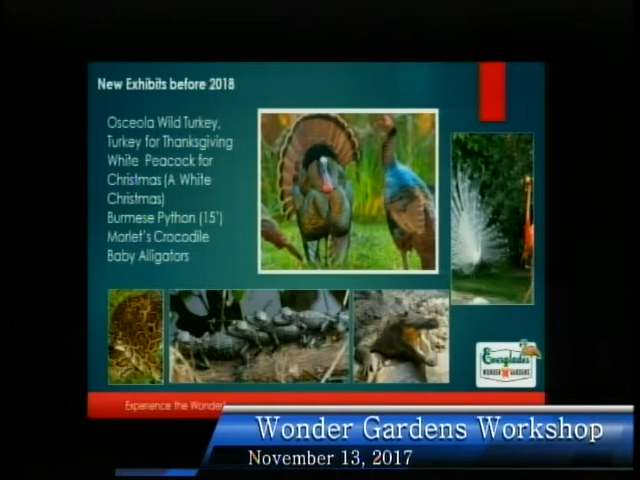 New Exhibits before 2018
Osceola Wild Turkey,
Turkey for Thanksgiving
White Peacock for
Christmas (A White
Christmas)
Burmese Python (15')
Morlet's Crocodile
Baby Alligators
Everglades
WONDER GARDENS
Experience the Wonder!
Wonder Gardens Workshop
November 13, 2017